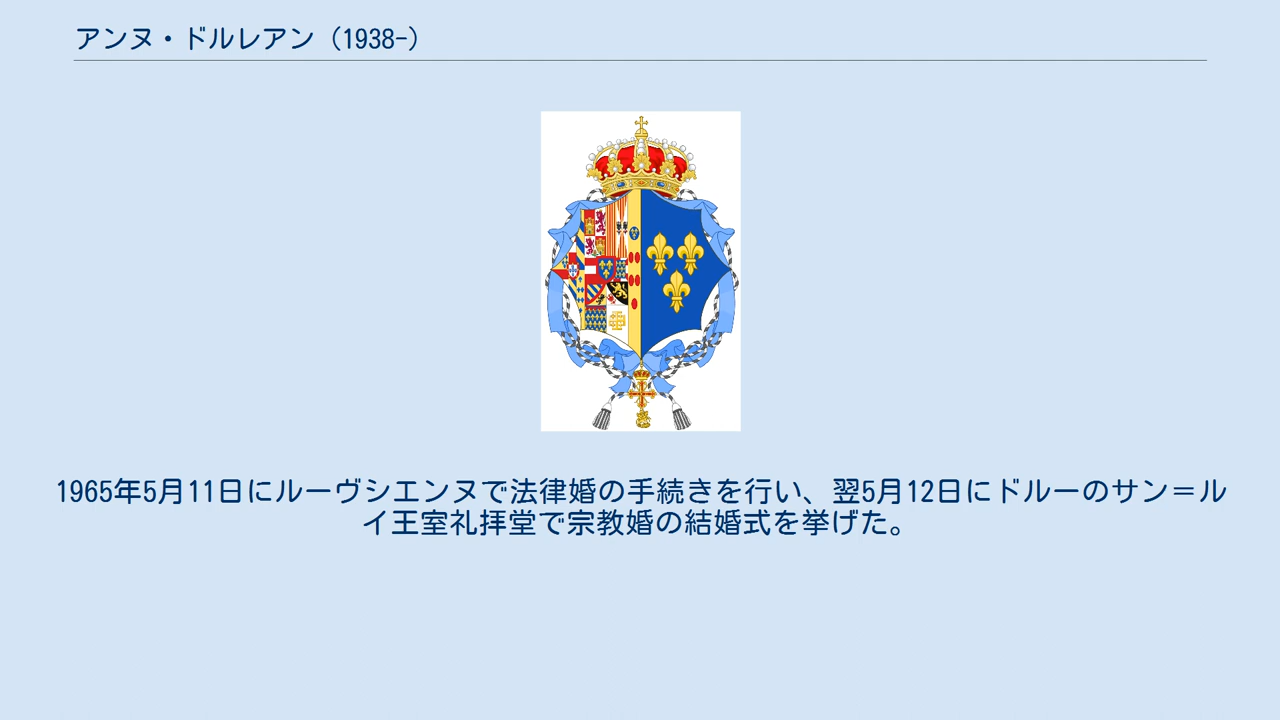 アンヌ・ドルレアン（1938-）
1965年5月11日にルーヴシエンヌで法律婚の手続きを行い、翌5月12日にドルーのサン＝ル
イ王室礼拝堂で宗教婚の結婚式を挙げた。